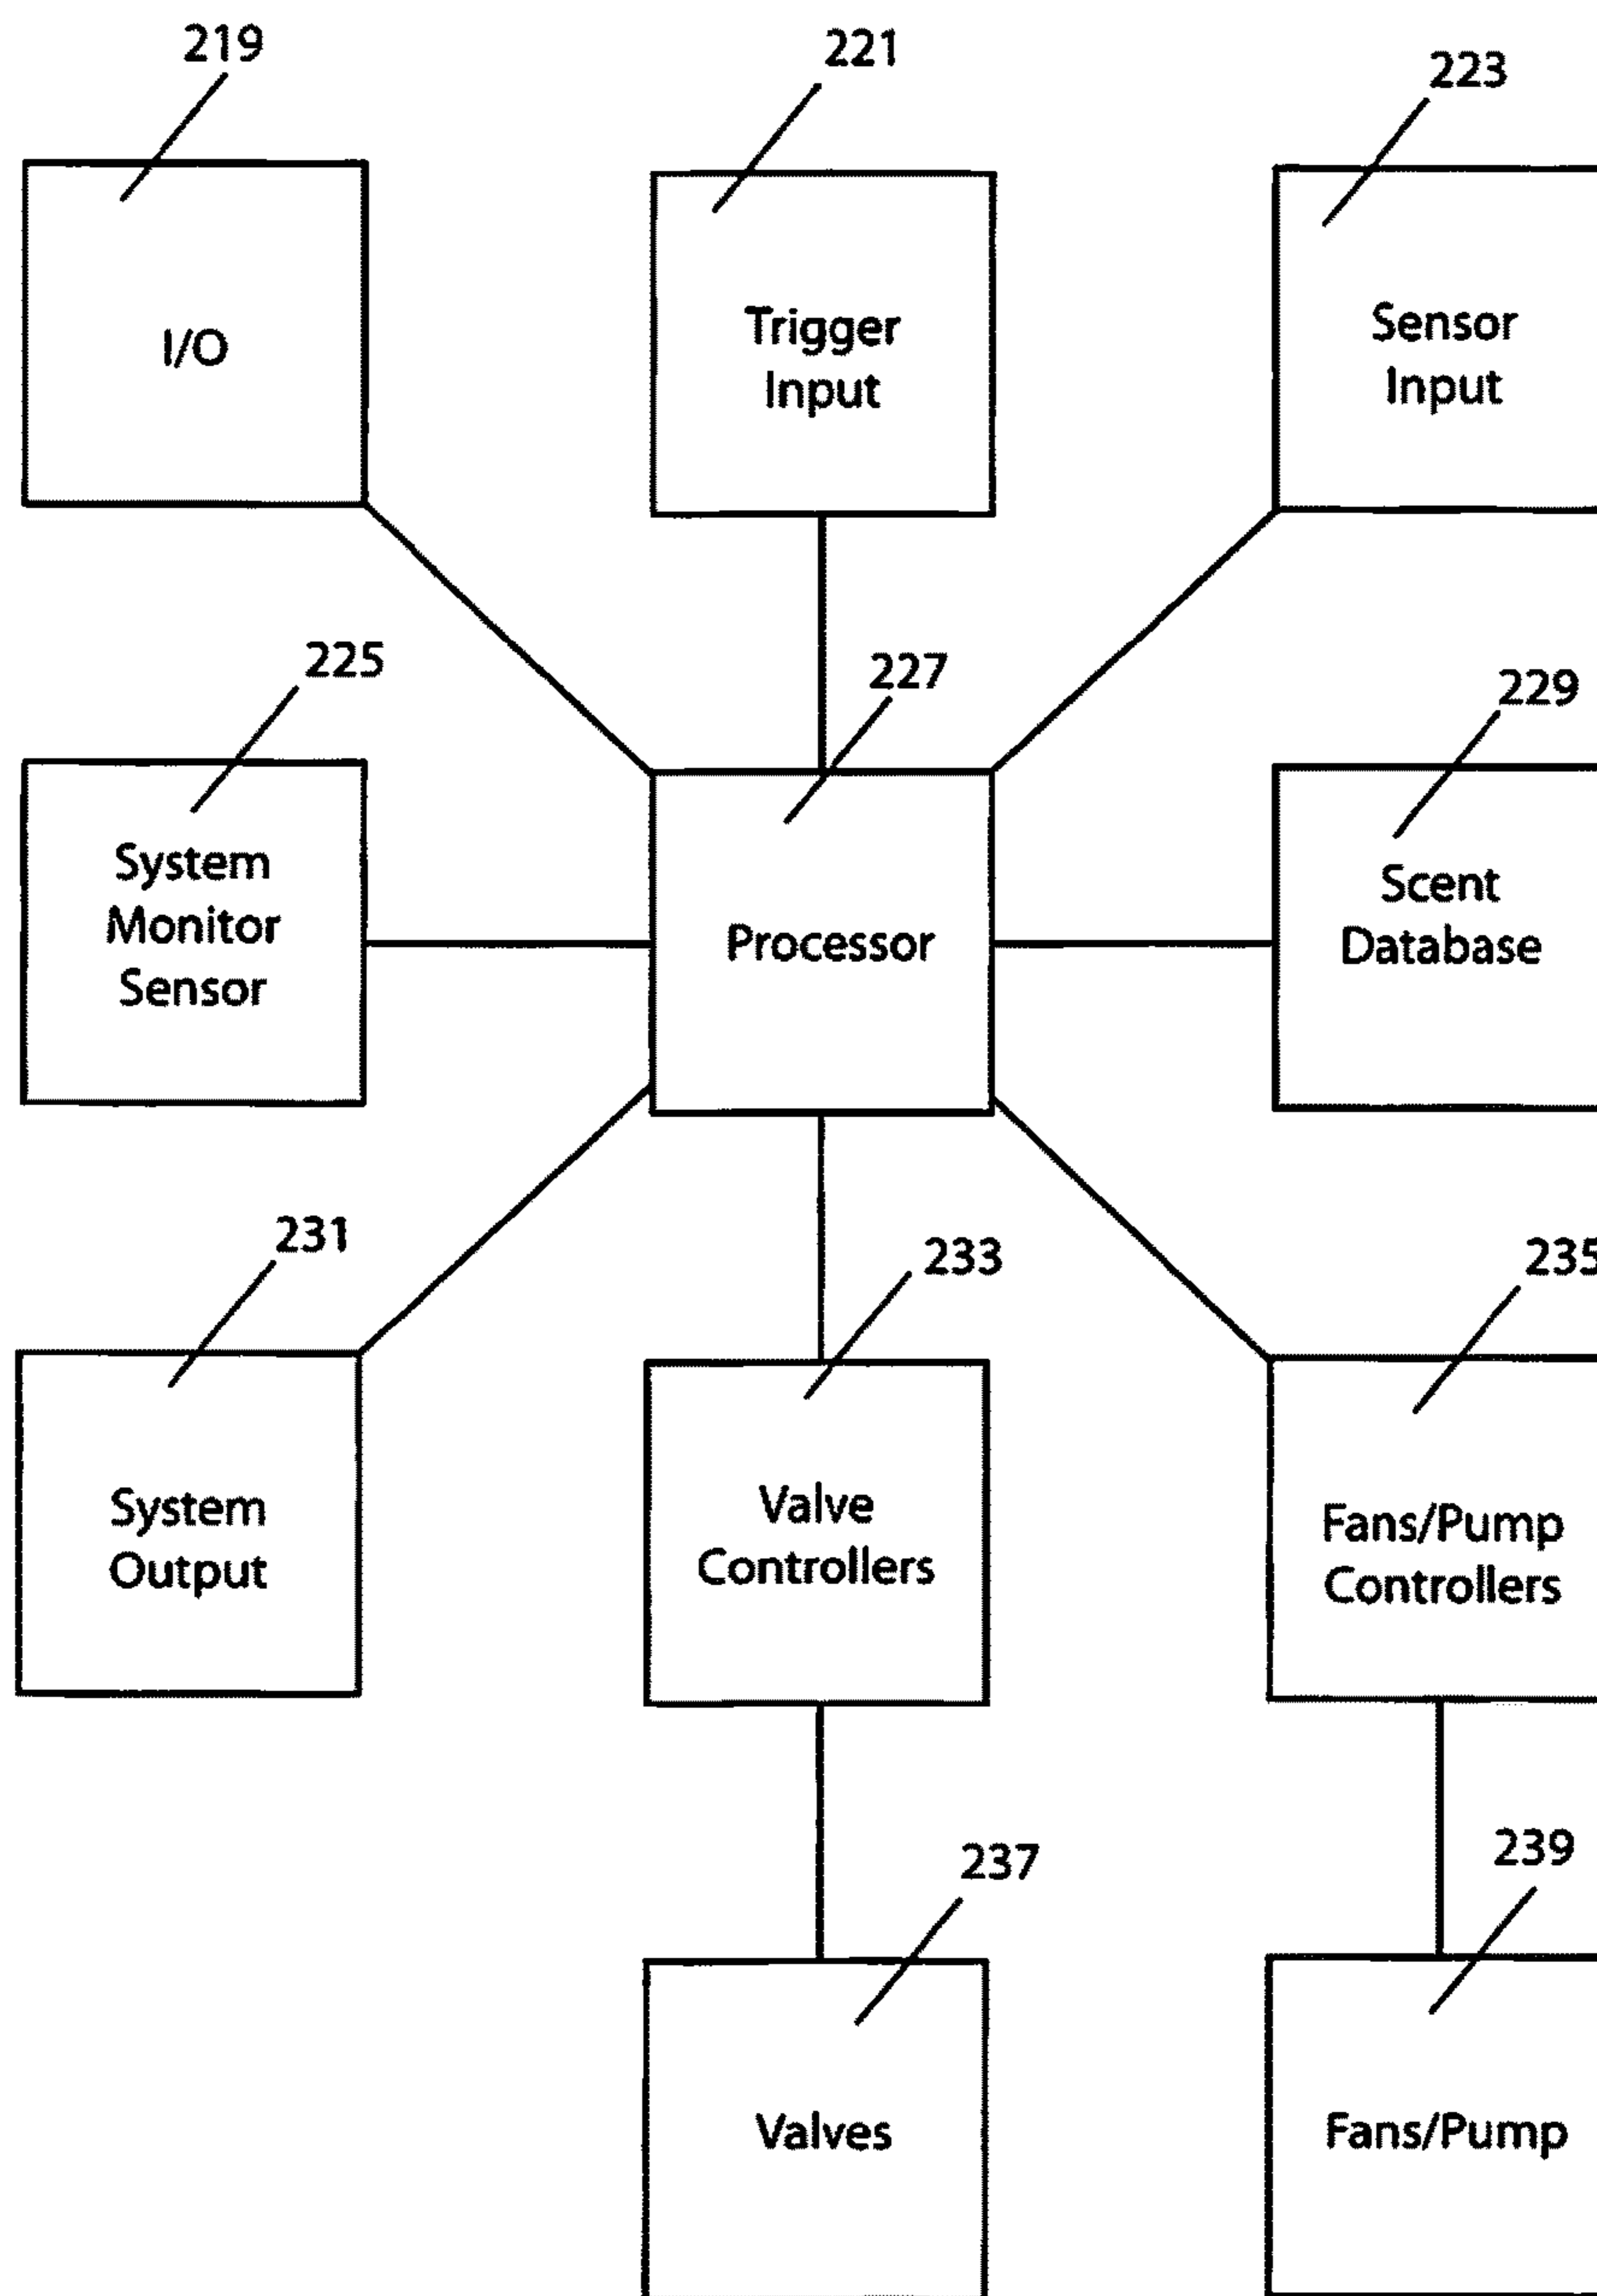 219
221
223
I/O
Trigger
Input
Sensor
Input
225
227
229
System
Monitor
Sensor
Processor
Scent
Database
231
233
235
System
Output
Valve
Controllers
Fans/Pump
Controllers
237
239
Valves
Fans/Pump